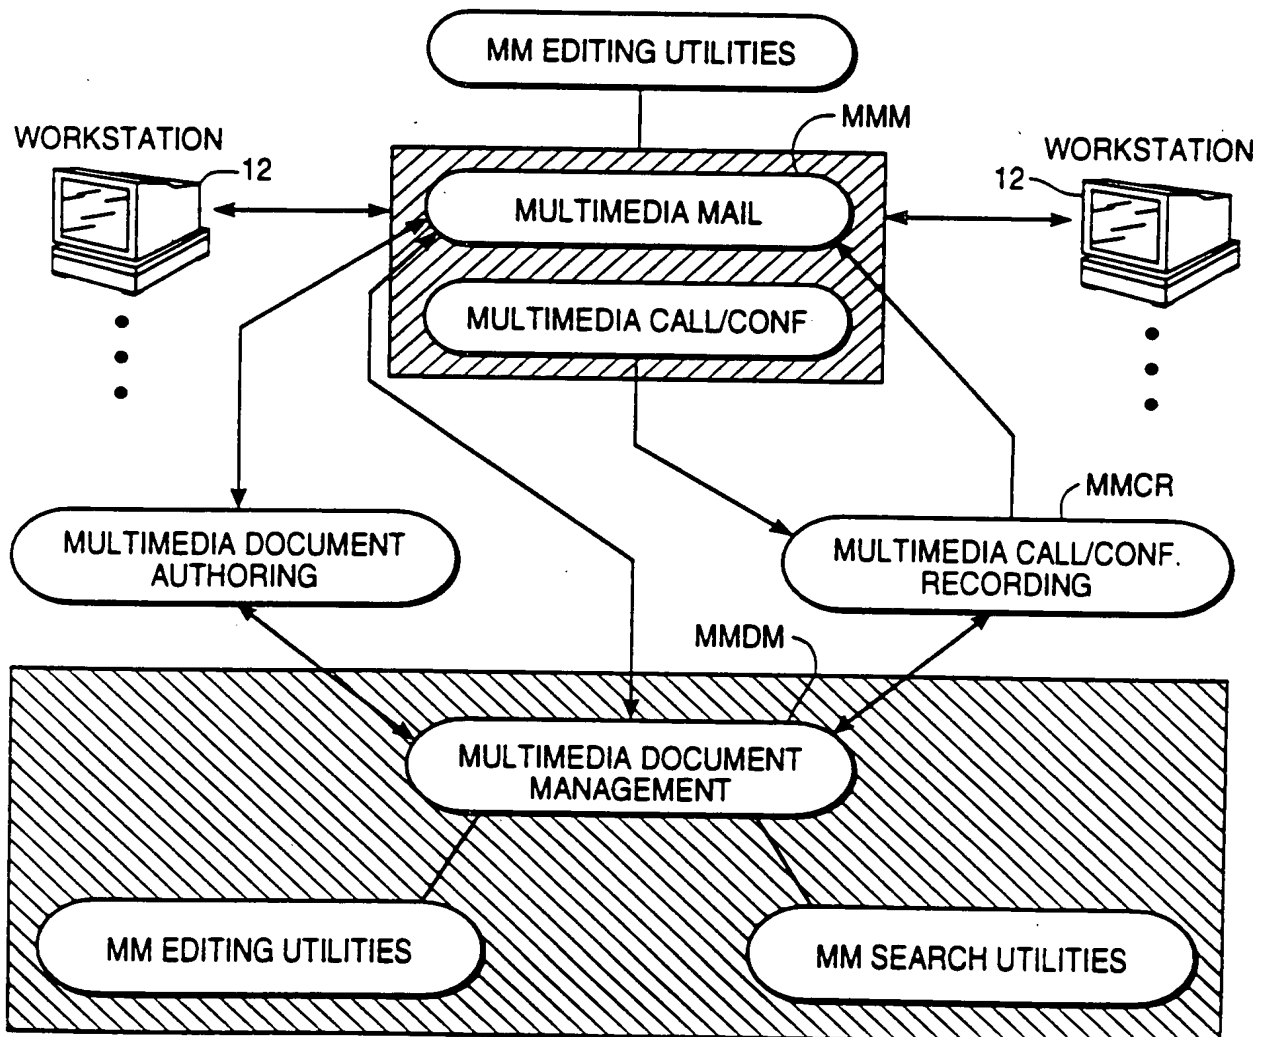 MM EDITING UTILITIES
MMM
WORKSTATION
WORKSTATION
12
12
MULTIMEDIA MAIL
MULTIMEDIA CALL/CONF
MMCR
MULTIMEDIA DOCUMENT
AUTHORING
MULTIMEDIA CALL/CONF.
RECORDING
MMDM
MULTIMEDIA DOCUMENT
MANAGEMENT
MM EDITING UTILITIES
MM SEARCH UTILITIES